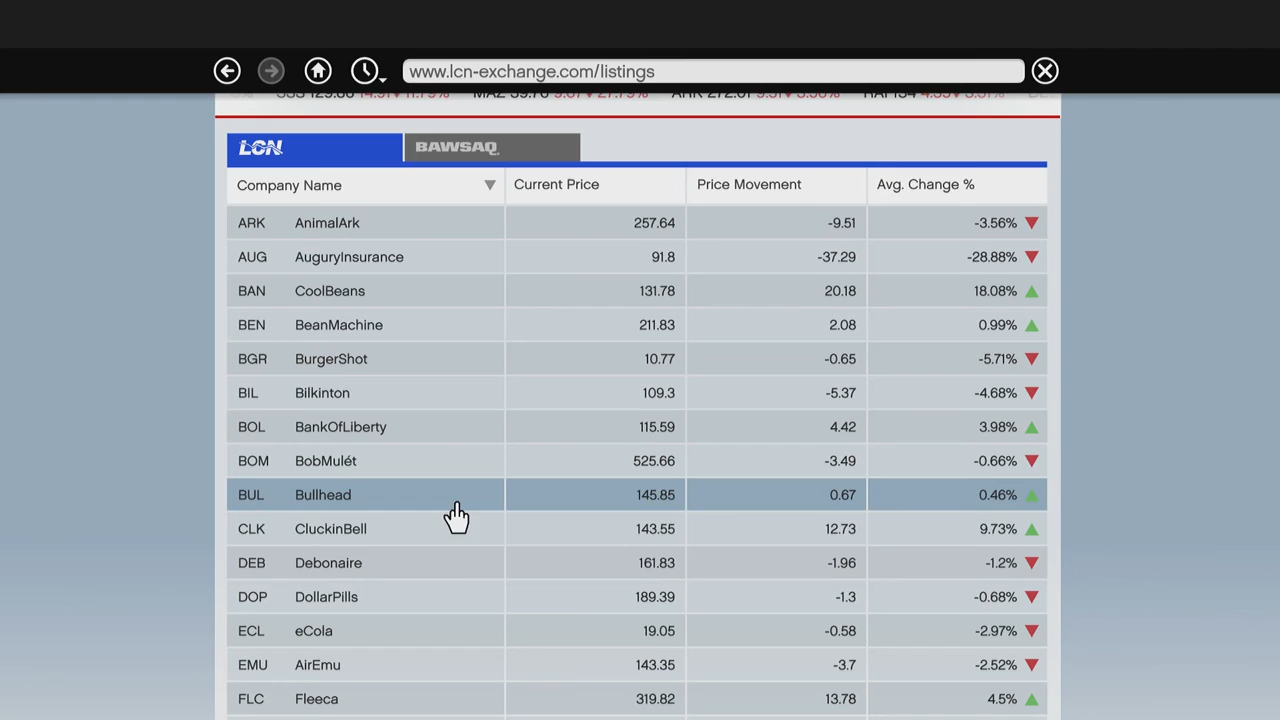 www.lcn-exchange.com/listings
LCN BAWSAQ
Company Name Current Price Price Movement Avg. Change %
ARK AnimalArk 257.64 -9.51 -3.56%
AUG AuguryInsurance 91.8 -37.29 -28.88%
BAN CoolBeans 131.78 20.18 18.08%
BEN BeanMachine 211.83 2.08 0.99%
BGR BurgerShot 10.77 -0.65 -5.71%
BIL Bilkinton 109.3 -5.37 -4.68%
BOL BankOfLiberty 115.59 4.42 3.98%
BOM BobMulét 525.66 -3.49 -0.66%
BUL Bullhead 145.85 0.67 0.46%
CLK CluckinBell 143.55 12.73 9.73%
DEB Debonaire 161.83 -1.96 -1.2%
DOP DollarPills 189.39 -1.3 -0.68%
ECL eCola 19.05 -0.58 -2.97%
EMU AirEmu 143.35 -3.7 -2.52%
FLC Fleeca 319.82 13.78 4.5%